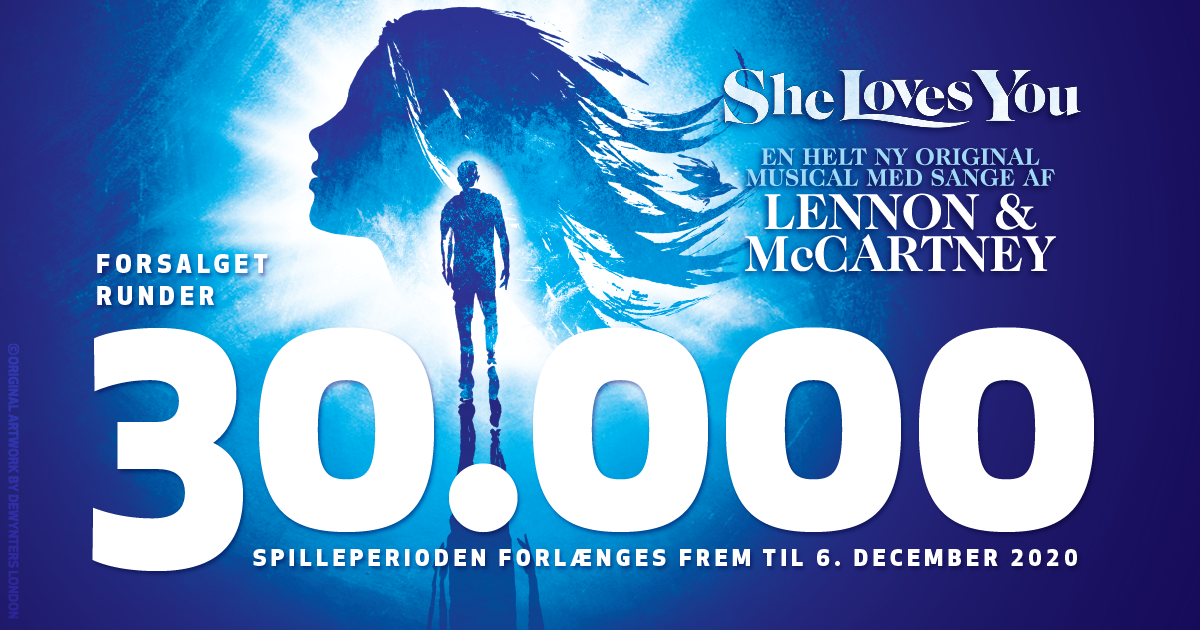 She Loves You
EN HELT NY ORIGINAL
MUSICAL MED SANGE AF
LENNON &
McCARTNEY
FORSALGET
RUNDER
30.000
SPILLEPERIODEN FORLÆNGES FREM TIL 6. DECEMBER 2020
©ORIGINAL ARTWORK BY DEWYNTERS LONDON